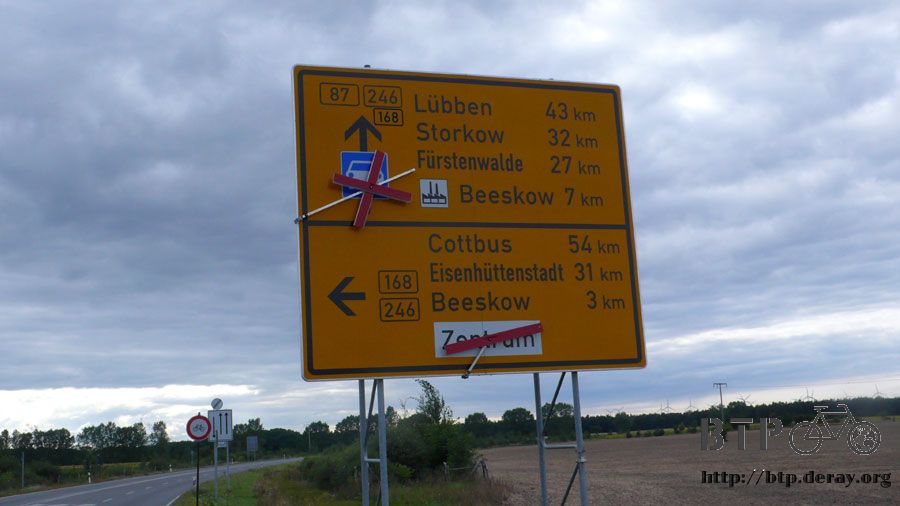 87 246 Lübben 43 km
168 Storkow 32 km
Fürstenwalde 27 km
Beeskow 7 km
Cottbus 54 km
168 Eisenhüttenstadt 31 km
246 Beeskow 3 km
Zentrum
BTP
http://btp.deray.org